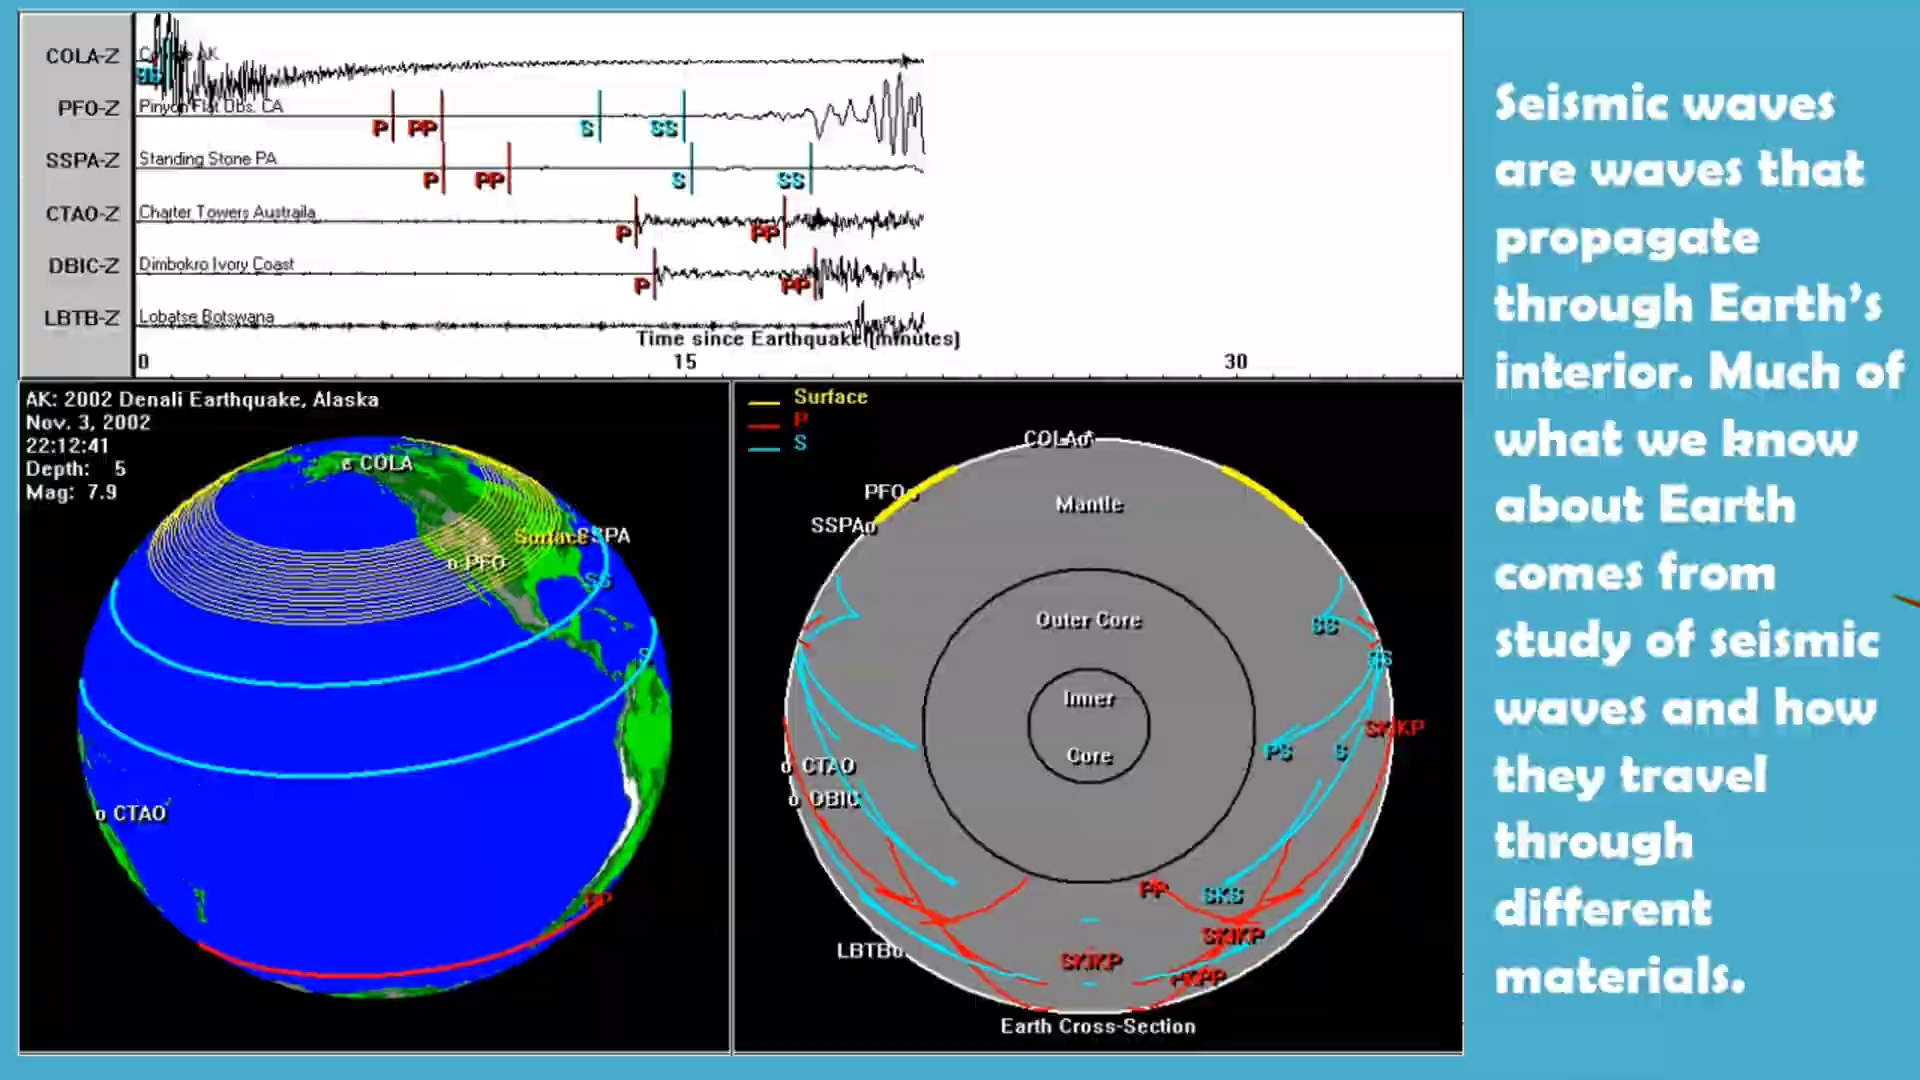 COLA-Z
PFO-Z Pinyon Flat Obs. CA
P PP S SS
SSPA-Z Standing Stone PA
P PP S SS
CTAO-Z Charter Towers Austraila
P PP
DBIC-Z Dimbokro Ivory Coast
P PP
LBTB-Z Lobatse Botswana
Time since Earthquake (minutes)
0 15 30
AK: 2002 Denali Earthquake, Alaska
Nov. 3, 2002
22:12:41
Depth: 5
Mag: 7.9
COLA
Surface SSPA
PFO
SS
S
CTAO
PP
Surface
P
S
COLA
Mantle
PFO
SSPA
Outer Core
SS
Inner
SKIKP
PS S
Core
CTAO
DBIC
PP SKS
SKIKP
LBTB
SKIKP
Earth Cross-Section
Seismic waves
are waves that
propagate
through Earth’s
interior. Much of
what we know
about Earth
comes from
study of seismic
waves and how
they travel
through
different
materials.